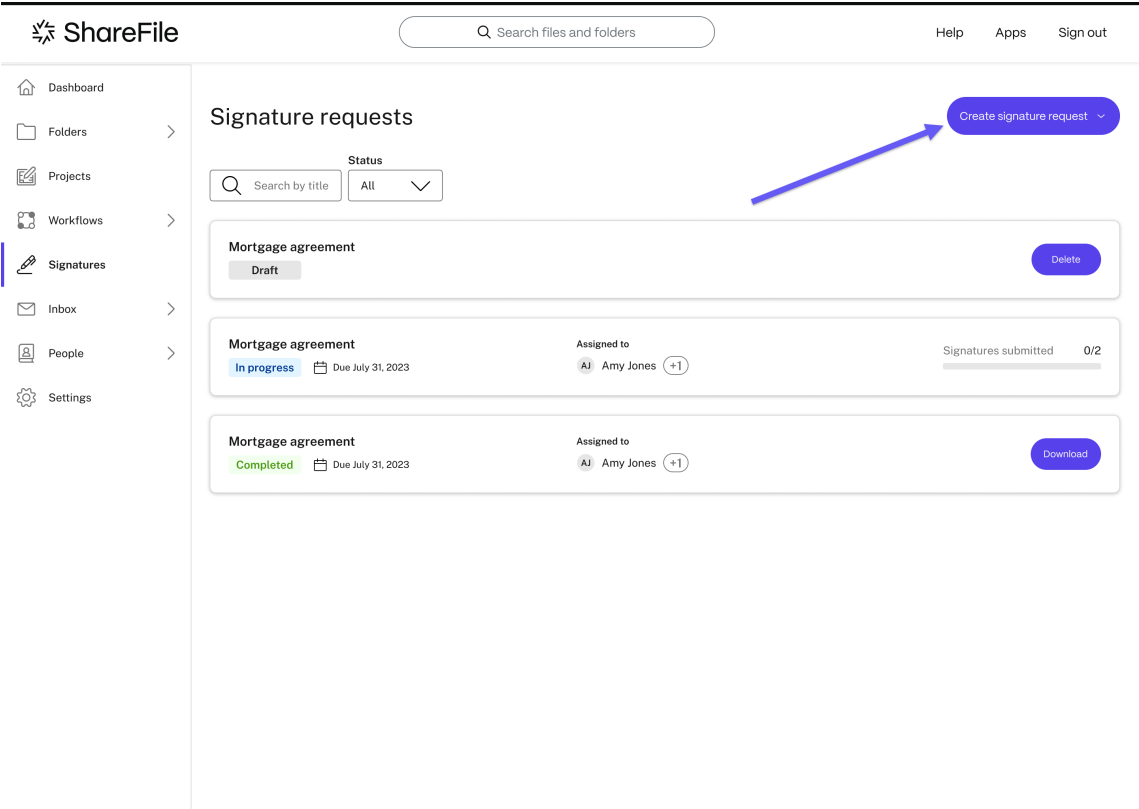 ShareFile
Search files and folders
Help Apps Sign out
Dashboard
Folders
Projects
Workflows
Signatures
Inbox
People
Settings
Signature requests
Create signature request
Status
Search by title
All
Mortgage agreement
Draft
Delete
Mortgage agreement
In progress Due July 31, 2023
Assigned to
AJ Amy Jones +1
Signatures submitted 0/2
Mortgage agreement
Completed Due July 31, 2023
Assigned to
AJ Amy Jones +1
Download